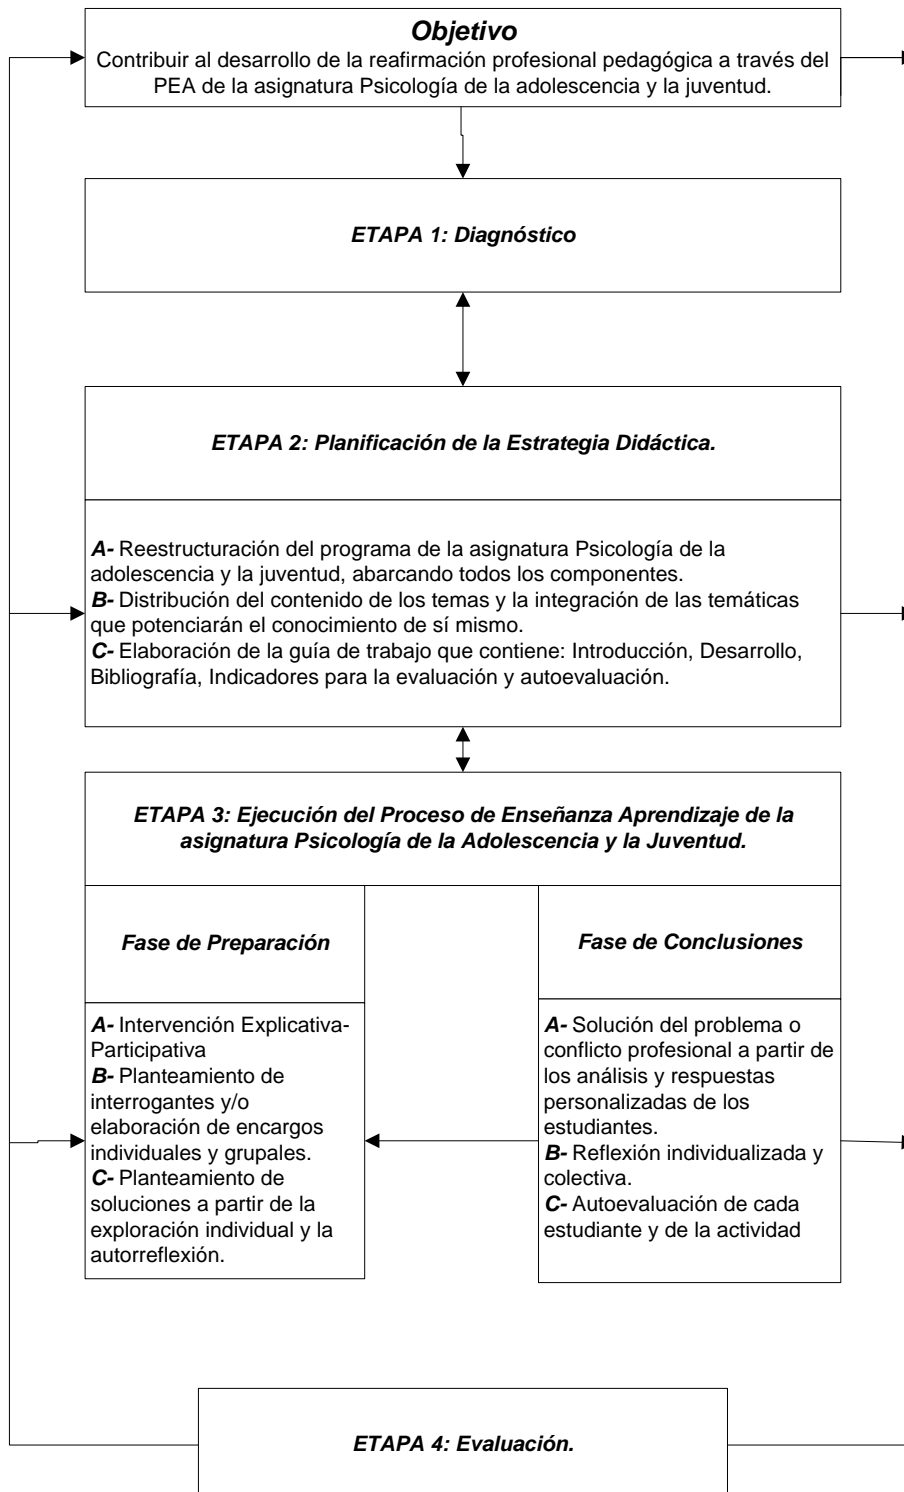 Objetivo
Contribuir al desarrollo de la reafirmación profesional pedagógica a través del
PEA de la asignatura Psicología de la adolescencia y la juventud.
ETAPA 1: Diagnóstico
ETAPA 2: Planificación de la Estrategia Didáctica.
A- Reestructuración del programa de la asignatura Psicología de la
adolescencia y la juventud, abarcando todos los componentes.
B- Distribución del contenido de los temas y la integración de las temáticas
que potenciarán el conocimiento de sí mismo.
C- Elaboración de la guía de trabajo que contiene: Introducción, Desarrollo,
Bibliografía, Indicadores para la evaluación y autoevaluación.
ETAPA 3: Ejecución del Proceso de Enseñanza Aprendizaje de la
asignatura Psicología de la Adolescencia y la Juventud.
Fase de Preparación
A- Intervención Explicativa-
Participativa
B- Planteamiento de
interrogantes y/o
elaboración de encargos
individuales y grupales.
C- Planteamiento de
soluciones a partir de la
exploración individual y la
autorreflexión.
Fase de Conclusiones
A- Solución del problema o
conflicto profesional a partir de
los análisis y respuestas
personalizadas de los
estudiantes.
B- Reflexión individualizada y
colectiva.
C- Autoevaluación de cada
estudiante y de la actividad
ETAPA 4: Evaluación.